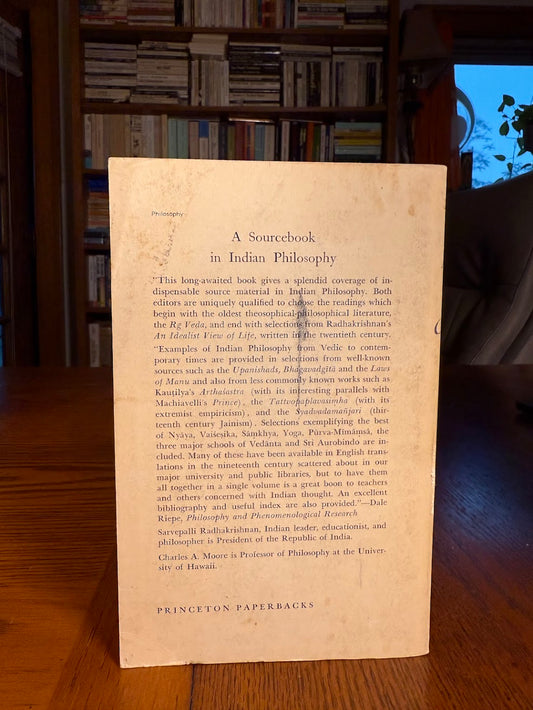 Philosophy
A Sourcebook
in Indian Philosophy
"This long-awaited book gives a splendid coverage of in-
dispensable source material in Indian Philosophy. Both
editors are uniquely qualified to choose the readings which
begin with the oldest theosophical-philosophical literature,
the Rg Veda, and end with selections from Radhakrishnan's
An Idealist View of Life, written in the twentieth century.
"Examples of Indian Philosophy from Vedic to contem-
porary times are provided in selections from well-known
sources such as the Upanishads, Bhagavadgītā and the Laws
of Manu and also from less commonly known works such as
Kauṭilya's Arthaśāstra (with its interesting parallels with
Machiavelli's Prince), the Tattvopaplavasiṁha (with its
extremist empiricism), and the Syādvādamañjarī (thir-
teenth century Jainism). Selections exemplifying the best
of Nyāya, Vaiśeṣika, Sāṁkhya, Yoga, Pūrva-Mīmāṁsā, the
three major schools of Vedānta and Sri Aurobindo are in-
cluded. Many of these have been available in English trans-
lations in the nineteenth century scattered about in our
major university and public libraries, but to have them
all together in a single volume is a great boon to teachers
and others concerned with Indian thought. An excellent
bibliography and useful index are also provided."—Dale
Riepe, Philosophy and Phenomenological Research
Sarvepalli Radhakrishnan, Indian leader, educationist, and
philosopher is President of the Republic of India.
Charles A. Moore is Professor of Philosophy at the Univer-
sity of Hawaii.
PRINCETON PAPERBACKS